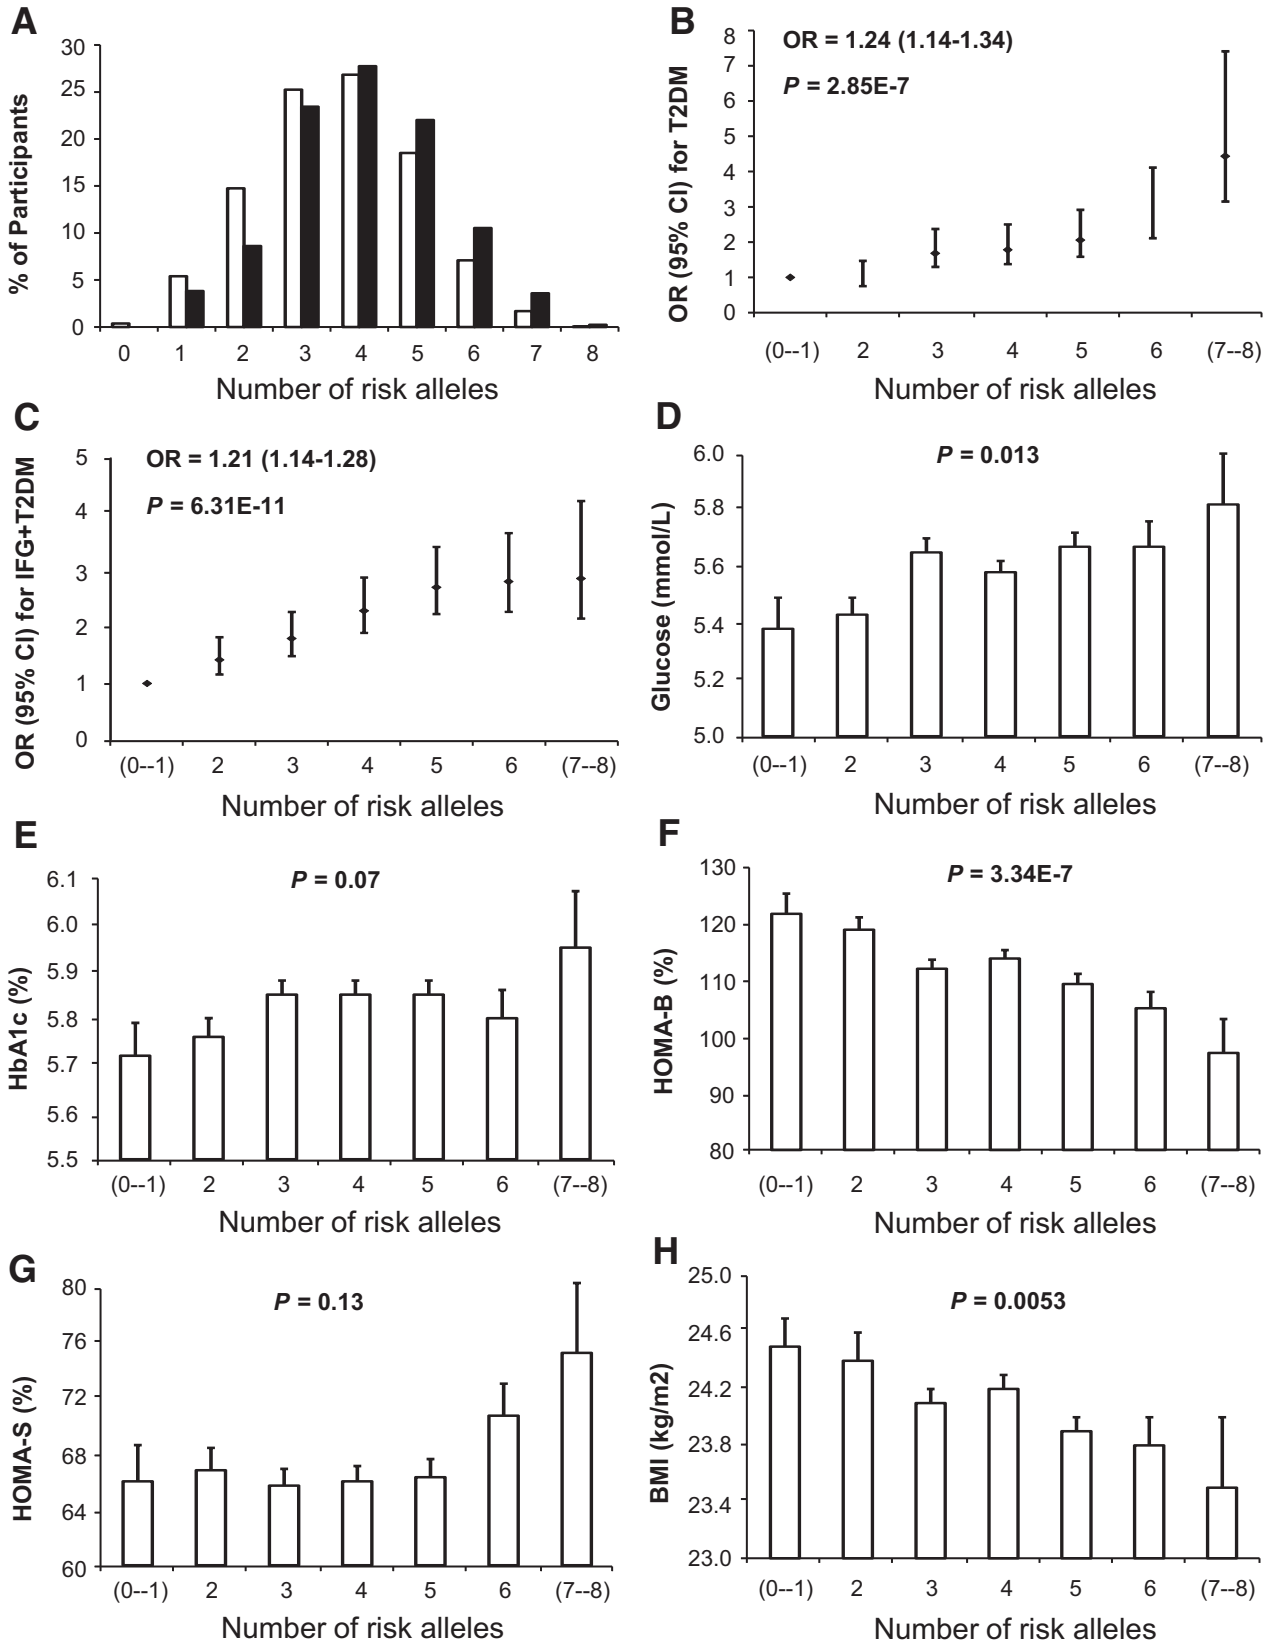 A
% of Participants
30
25
20
15
10
5
0
0 1 2 3 4 5 6 7 8
Number of risk alleles
B
OR (95% CI) for T2DM
OR = 1.24 (1.14-1.34)
P = 2.85E-7
8
7
6
5
4
3
2
1
0
(0--1) 2 3 4 5 6 (7--8)
Number of risk alleles
C
OR (95% CI) for IFG+T2DM
OR = 1.21 (1.14-1.28)
P = 6.31E-11
5
4
3
2
1
0
(0--1) 2 3 4 5 6 (7--8)
Number of risk alleles
D
Glucose (mmol/L)
P = 0.013
6.0
5.8
5.6
5.4
5.2
5.0
(0--1) 2 3 4 5 6 (7--8)
Number of risk alleles
E
HbA1c (%)
P = 0.07
6.1
6.0
5.9
5.8
5.7
5.6
5.5
(0--1) 2 3 4 5 6 (7--8)
Number of risk alleles
F
HOMA-B (%)
P = 3.34E-7
130
120
110
100
90
80
(0--1) 2 3 4 5 6 (7--8)
Number of risk alleles
G
HOMA-S (%)
P = 0.13
80
76
72
68
64
60
(0--1) 2 3 4 5 6 (7--8)
Number of risk alleles
H
BMI (kg/m2)
P = 0.0053
25.0
24.6
24.2
23.8
23.4
23.0
(0--1) 2 3 4 5 6 (7--8)
Number of risk alleles